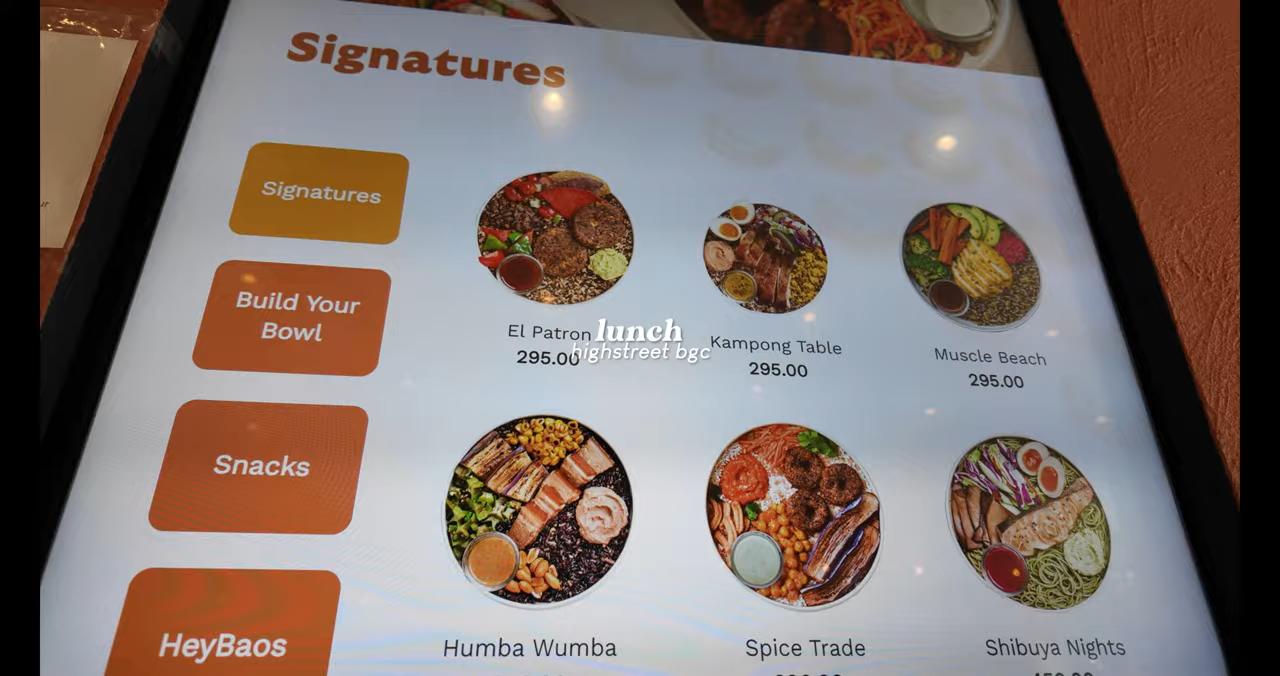 Signatures
Signatures
Build Your
Bowl
Snacks
HeyBaos
El Patron
295.00
Kampong Table
295.00
Muscle Beach
295.00
lunch
highstreet bgc
Humba Wumba
Spice Trade
Shibuya Nights